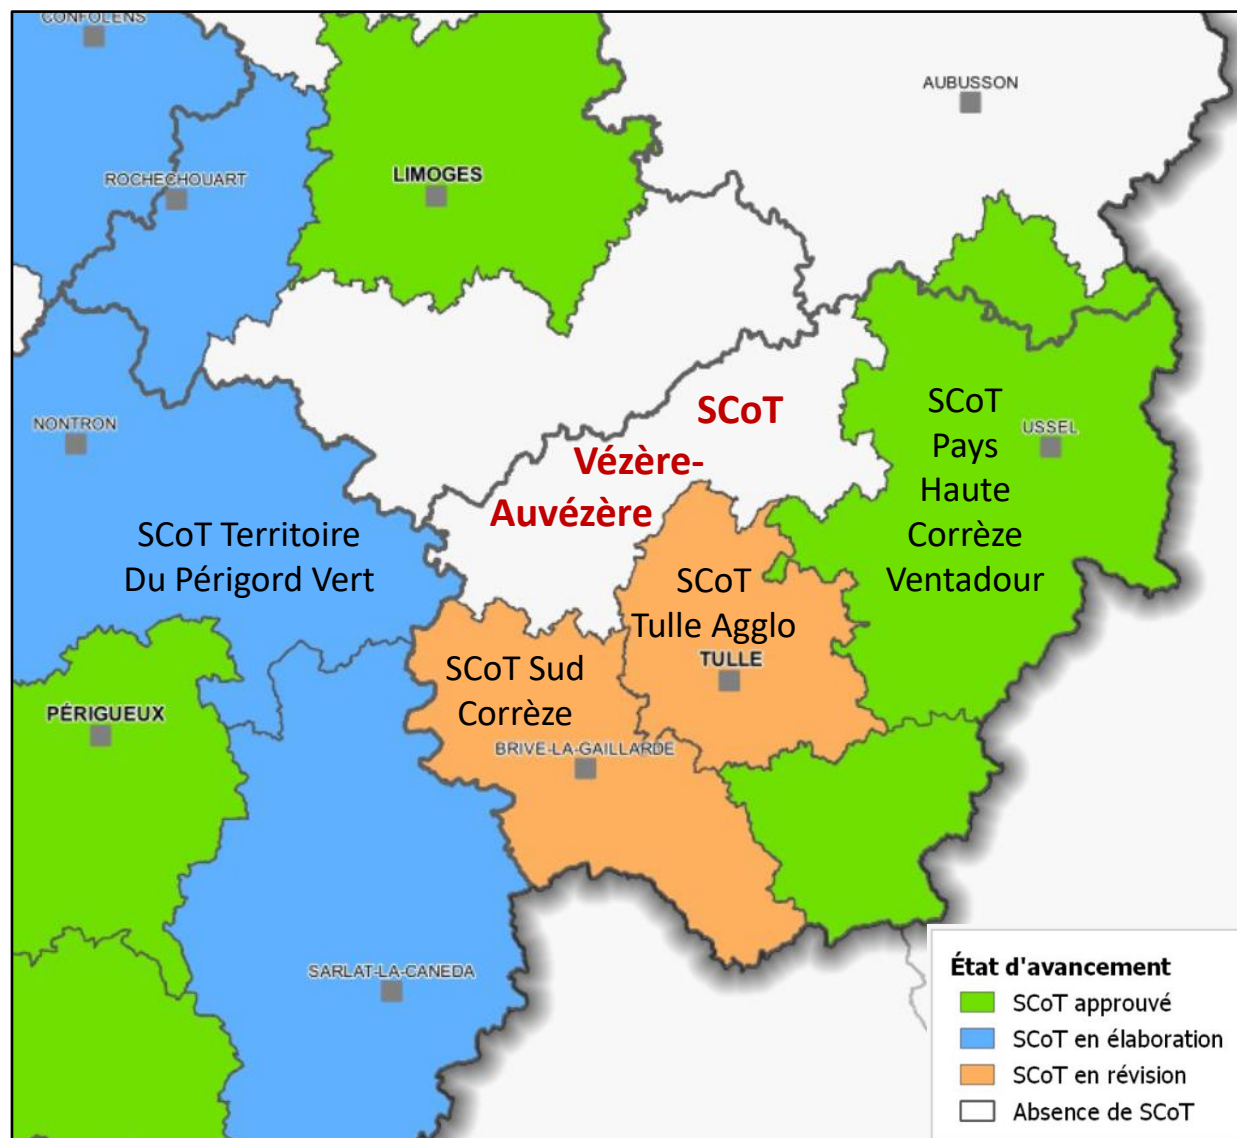 CONFOLENS
AUBUSSON
ROCHECHOUART
LIMOGES
NONTRON
SCoT
Vézère-
Auvézère
SCoT
Pays
Haute
Corrèze
Ventadour
USSEL
SCoT Territoire
Du Périgord Vert
SCoT
Tulle Agglo
TULLE
SCoT Sud
Corrèze
PÉRIGUEUX
BRIVE-LA-GAILLARDE
SARLAT-LA-CANEDA
État d'avancement
SCoT approuvé
SCoT en élaboration
SCoT en révision
Absence de SCoT